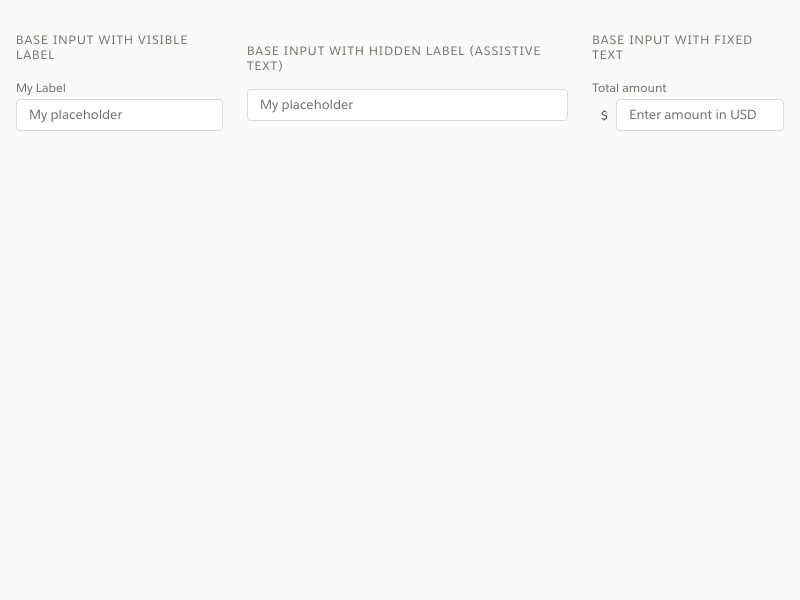 BASE INPUT WITH VISIBLE
LABEL
My Label
My placeholder
BASE INPUT WITH HIDDEN LABEL (ASSISTIVE
TEXT)
My placeholder
BASE INPUT WITH FIXED
TEXT
Total amount
$ Enter amount in USD